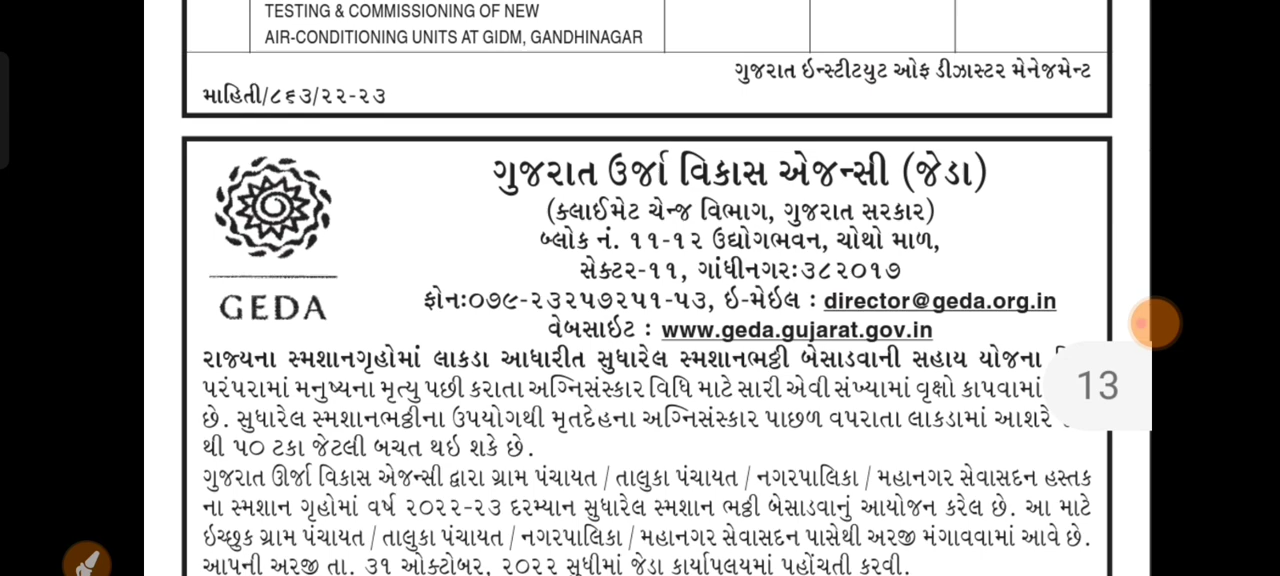 TESTING & COMMISSIONING OF NEW
AIR-CONDITIONING UNITS AT GIDM, GANDHINAGAR
ગુજરાત ઇન્સ્ટીટયુટ ઓફ ડીઝાસ્ટર મેનેજમેન્ટ
માહિતી/૮૬૩/૨૨-૨૩
GEDA
ગુજરાત ઉર્જા વિકાસ એજન્સી (જેડા)
(ક્લાઈમેટ ચેન્જ વિભાગ, ગુજરાત સરકાર)
બ્લોક નં. ૧૧-૧૨ ઉદ્યોગભવન, ચોથો માળ,
સેક્ટર-૧૧, ગાંધીનગરઃ૩૮૨૦૧૭
ફોનઃ૦૭૯-૨૩૨૫૭૨૫૧-૫૩, ઇ-મેઇલ : director@geda.org.in
વેબસાઇટ : www.geda.gujarat.gov.in
રાજ્યના સ્મશાનગૃહોમાં લાકડા આધારીત સુધારેલ સ્મશાનભઠ્ઠી બેસાડવાની સહાય યોજના
પરંપરામાં મનુષ્યના મૃત્યુ પછી કરાતા અગ્નિસંસ્કાર વિધિ માટે સારી એવી સંખ્યામાં વૃક્ષો કાપવામાં
13
છે. સુધારેલ સ્મશાનભઠ્ઠીના ઉપયોગથી મૃતદેહના અગ્નિસંસ્કાર પાછળ વપરાતા લાકડામાં આશરે
થી ૫૦ ટકા જેટલી બચત થઇ શકે છે.
ગુજરાત ઊર્જા વિકાસ એજન્સી દ્વારા ગ્રામ પંચાયત / તાલુકા પંચાયત / નગરપાલિકા / મહાનગર સેવાસદન હસ્તક
ના સ્મશાન ગૃહોમાં વર્ષ ૨૦૨૨-૨૩ દરમ્યાન સુધારેલ સ્મશાન ભઠ્ઠી બેસાડવાનું આયોજન કરેલ છે. આ માટે
ઇચ્છુક ગ્રામ પંચાયત / તાલુકા પંચાયત / નગરપાલિકા / મહાનગર સેવાસદન પાસેથી અરજી મંગાવવામાં આવે છે.
આપની અરજી તા. ૩૧ ઓક્ટોબર, ૨૦૨૨ સુધીમાં જેડા કાર્યાપલયમાં પહોંચતી કરવી.